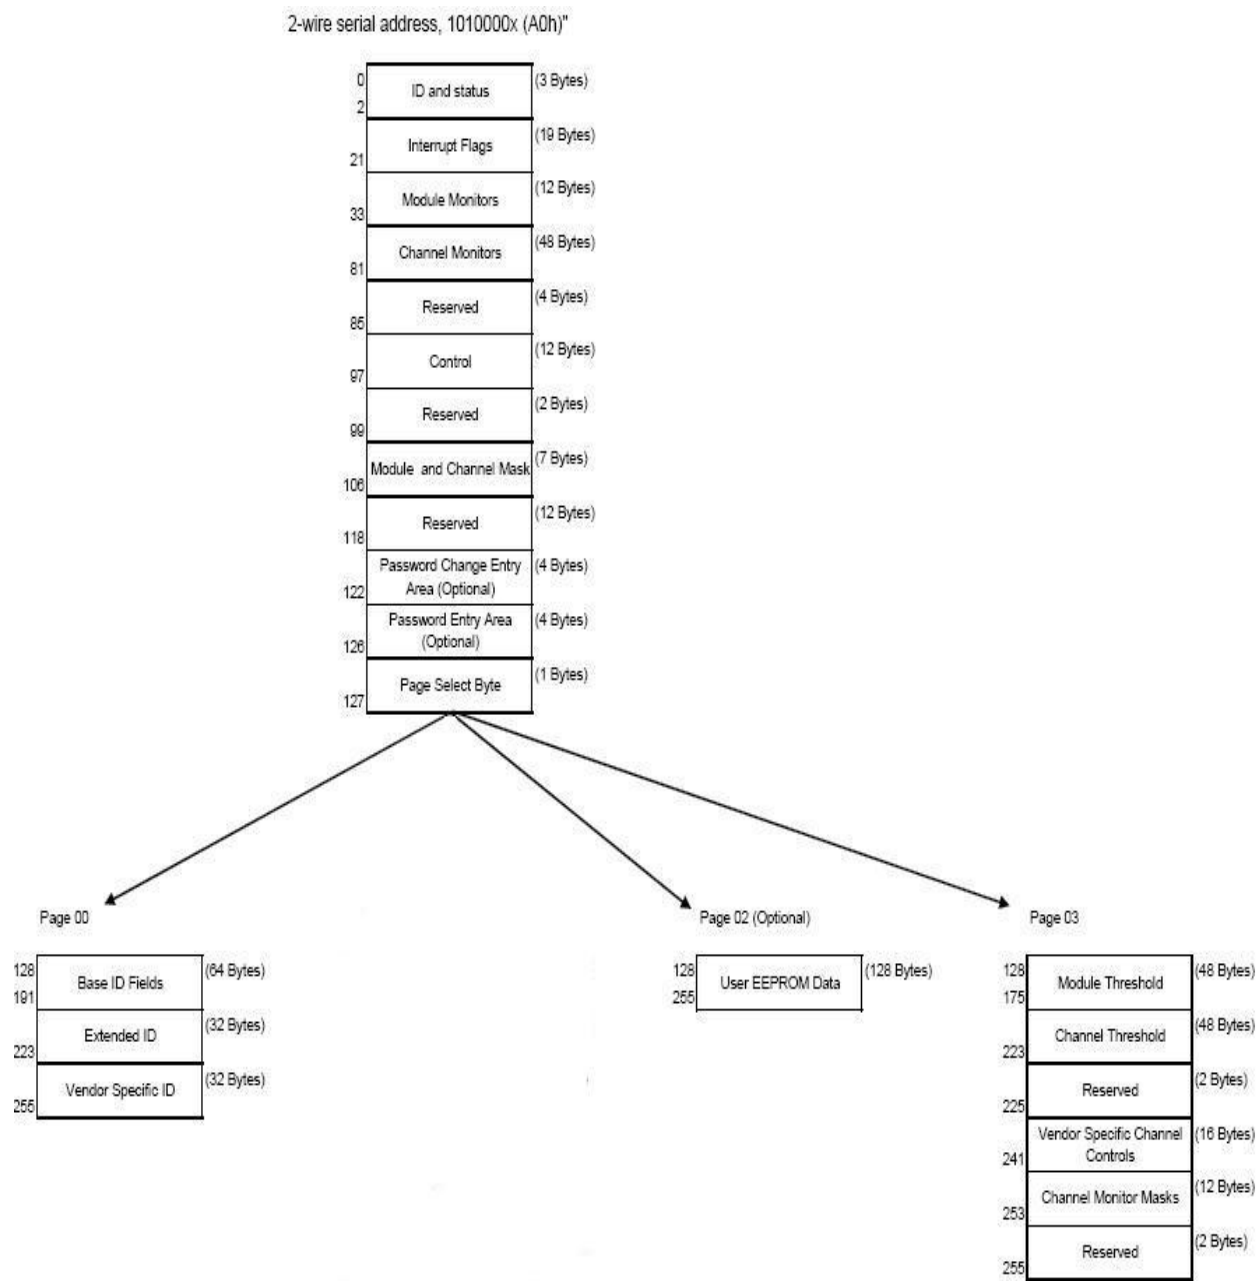 2-wire serial address, 1010000x (A0h)"
0
ID and status
(3 Bytes)
2
Interrupt Flags
(19 Bytes)
21
Module Monitors
(12 Bytes)
33
Channel Monitors
(48 Bytes)
81
Reserved
(4 Bytes)
85
Control
(12 Bytes)
97
Reserved
(2 Bytes)
99
Module and Channel Mask
(7 Bytes)
106
Reserved
(12 Bytes)
118
Password Change Entry
Area (Optional)
(4 Bytes)
122
Password Entry Area
(Optional)
(4 Bytes)
126
Page Select Byte
(1 Bytes)
127
Page 00
128
Base ID Fields
(64 Bytes)
191
Extended ID
(32 Bytes)
223
Vendor Specific ID
(32 Bytes)
255
Page 02 (Optional)
128
User EEPROM Data
(128 Bytes)
255
Page 03
128
Module Threshold
(48 Bytes)
175
Channel Threshold
(48 Bytes)
223
Reserved
(2 Bytes)
225
Vendor Specific Channel
Controls
(16 Bytes)
241
Channel Monitor Masks
(12 Bytes)
253
Reserved
(2 Bytes)
255